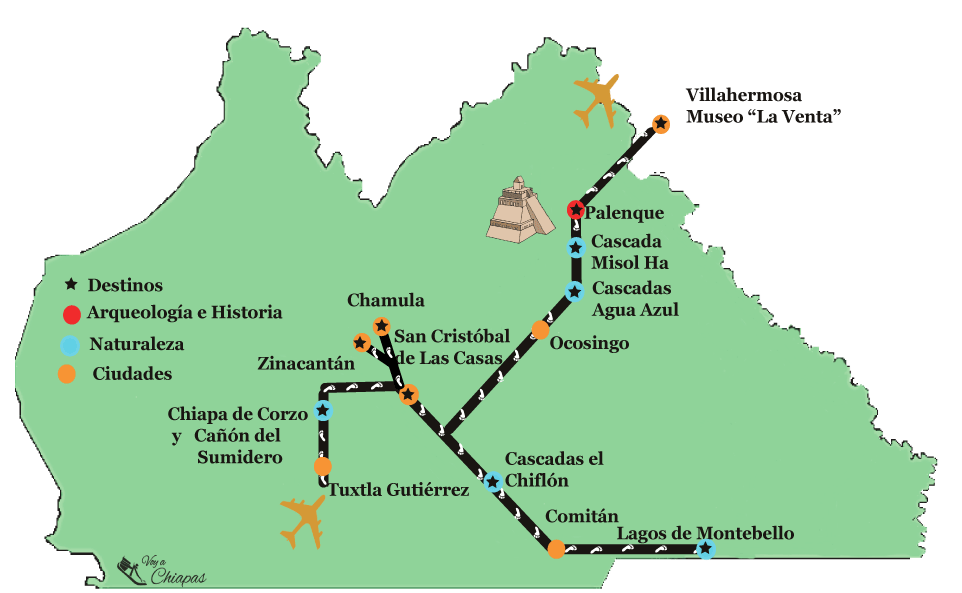 Villahermosa
Museo “La Venta”
Palenque
Cascada
Misol Ha
Cascadas
Agua Azul
Ocosingo
Destinos
Arqueología e Historia
Naturaleza
Ciudades
Chamula
San Cristóbal
de Las Casas
Zinacantán
Chiapa de Corzo
y Cañón del
Sumidero
Tuxtla Gutiérrez
Cascadas el
Chiflón
Comitán
Lagos de Montebello
Voy a
Chiapas